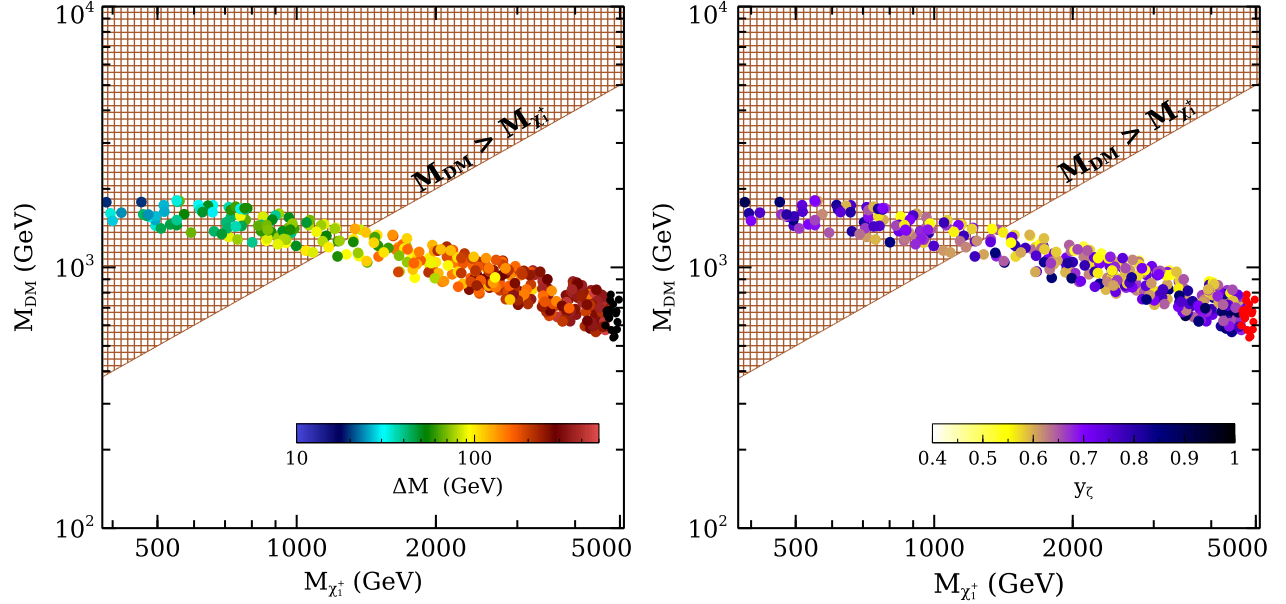 10⁴
10³
10²
M_DM (GeV)
M_DM > M_χ₁⁺
10
100
ΔM (GeV)
500
1000
2000
5000
M_χ₁⁺ (GeV)
10⁴
10³
10²
M_DM (GeV)
M_DM > M_χ₁⁺
0.4
0.5
0.6
0.7
0.8
0.9
1
y_ζ
500
1000
2000
5000
M_χ₁⁺ (GeV)